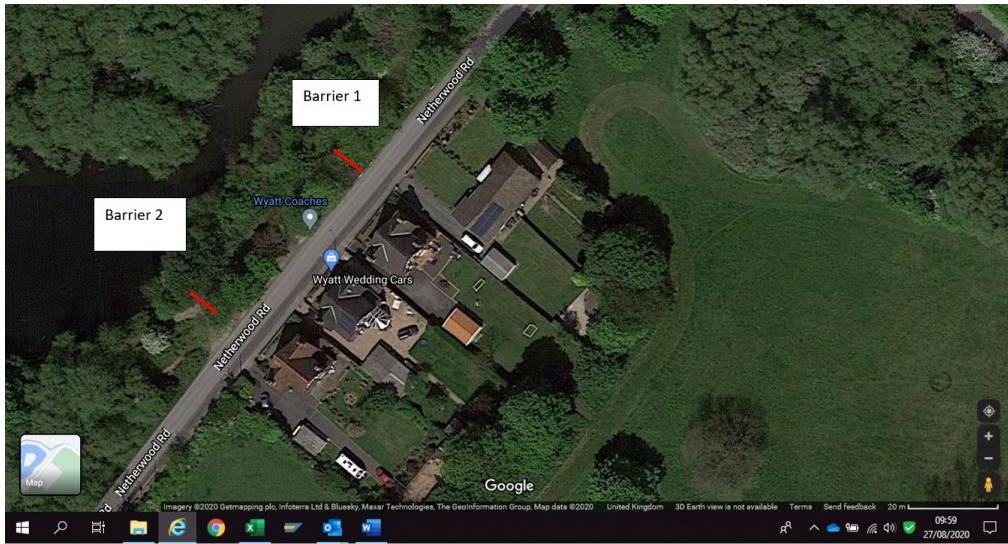 Barrier 1
Netherwood Rd
Wyatt Coaches
Barrier 2
Wyatt Wedding Cars
Netherwood Rd
Netherwood Rd
Rd
Map
Google
Imagery ©2020 Getmapping plc, Infoterra Ltd & Bluesky, Maxar Technologies, The GeoInformation Group, Map data ©2020 United Kingdom 3D Earth view is not available Terms Send feedback 20 m
09:59
27/08/2020